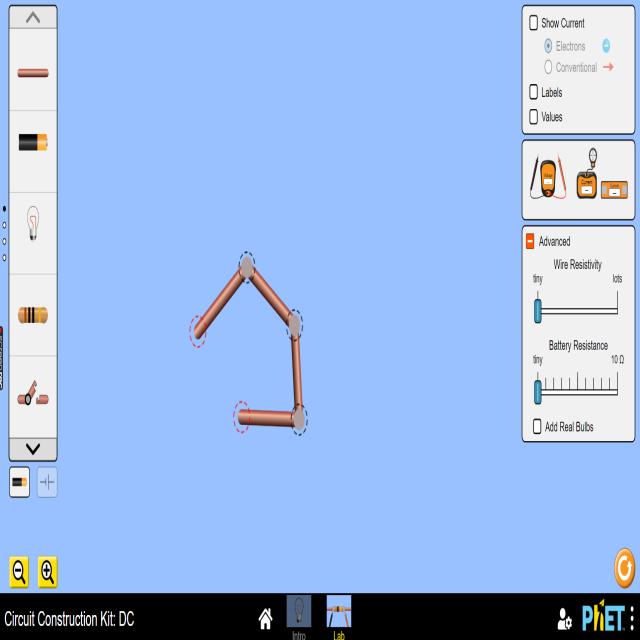 Show Current
Electrons
Conventional
Labels
Values
Current
Advanced
Wire Resistivity
tiny
lots
Battery Resistance
tiny
10 Ω
Add Real Bulbs
Circuit Construction Kit: DC
Intro
Lab
PhET